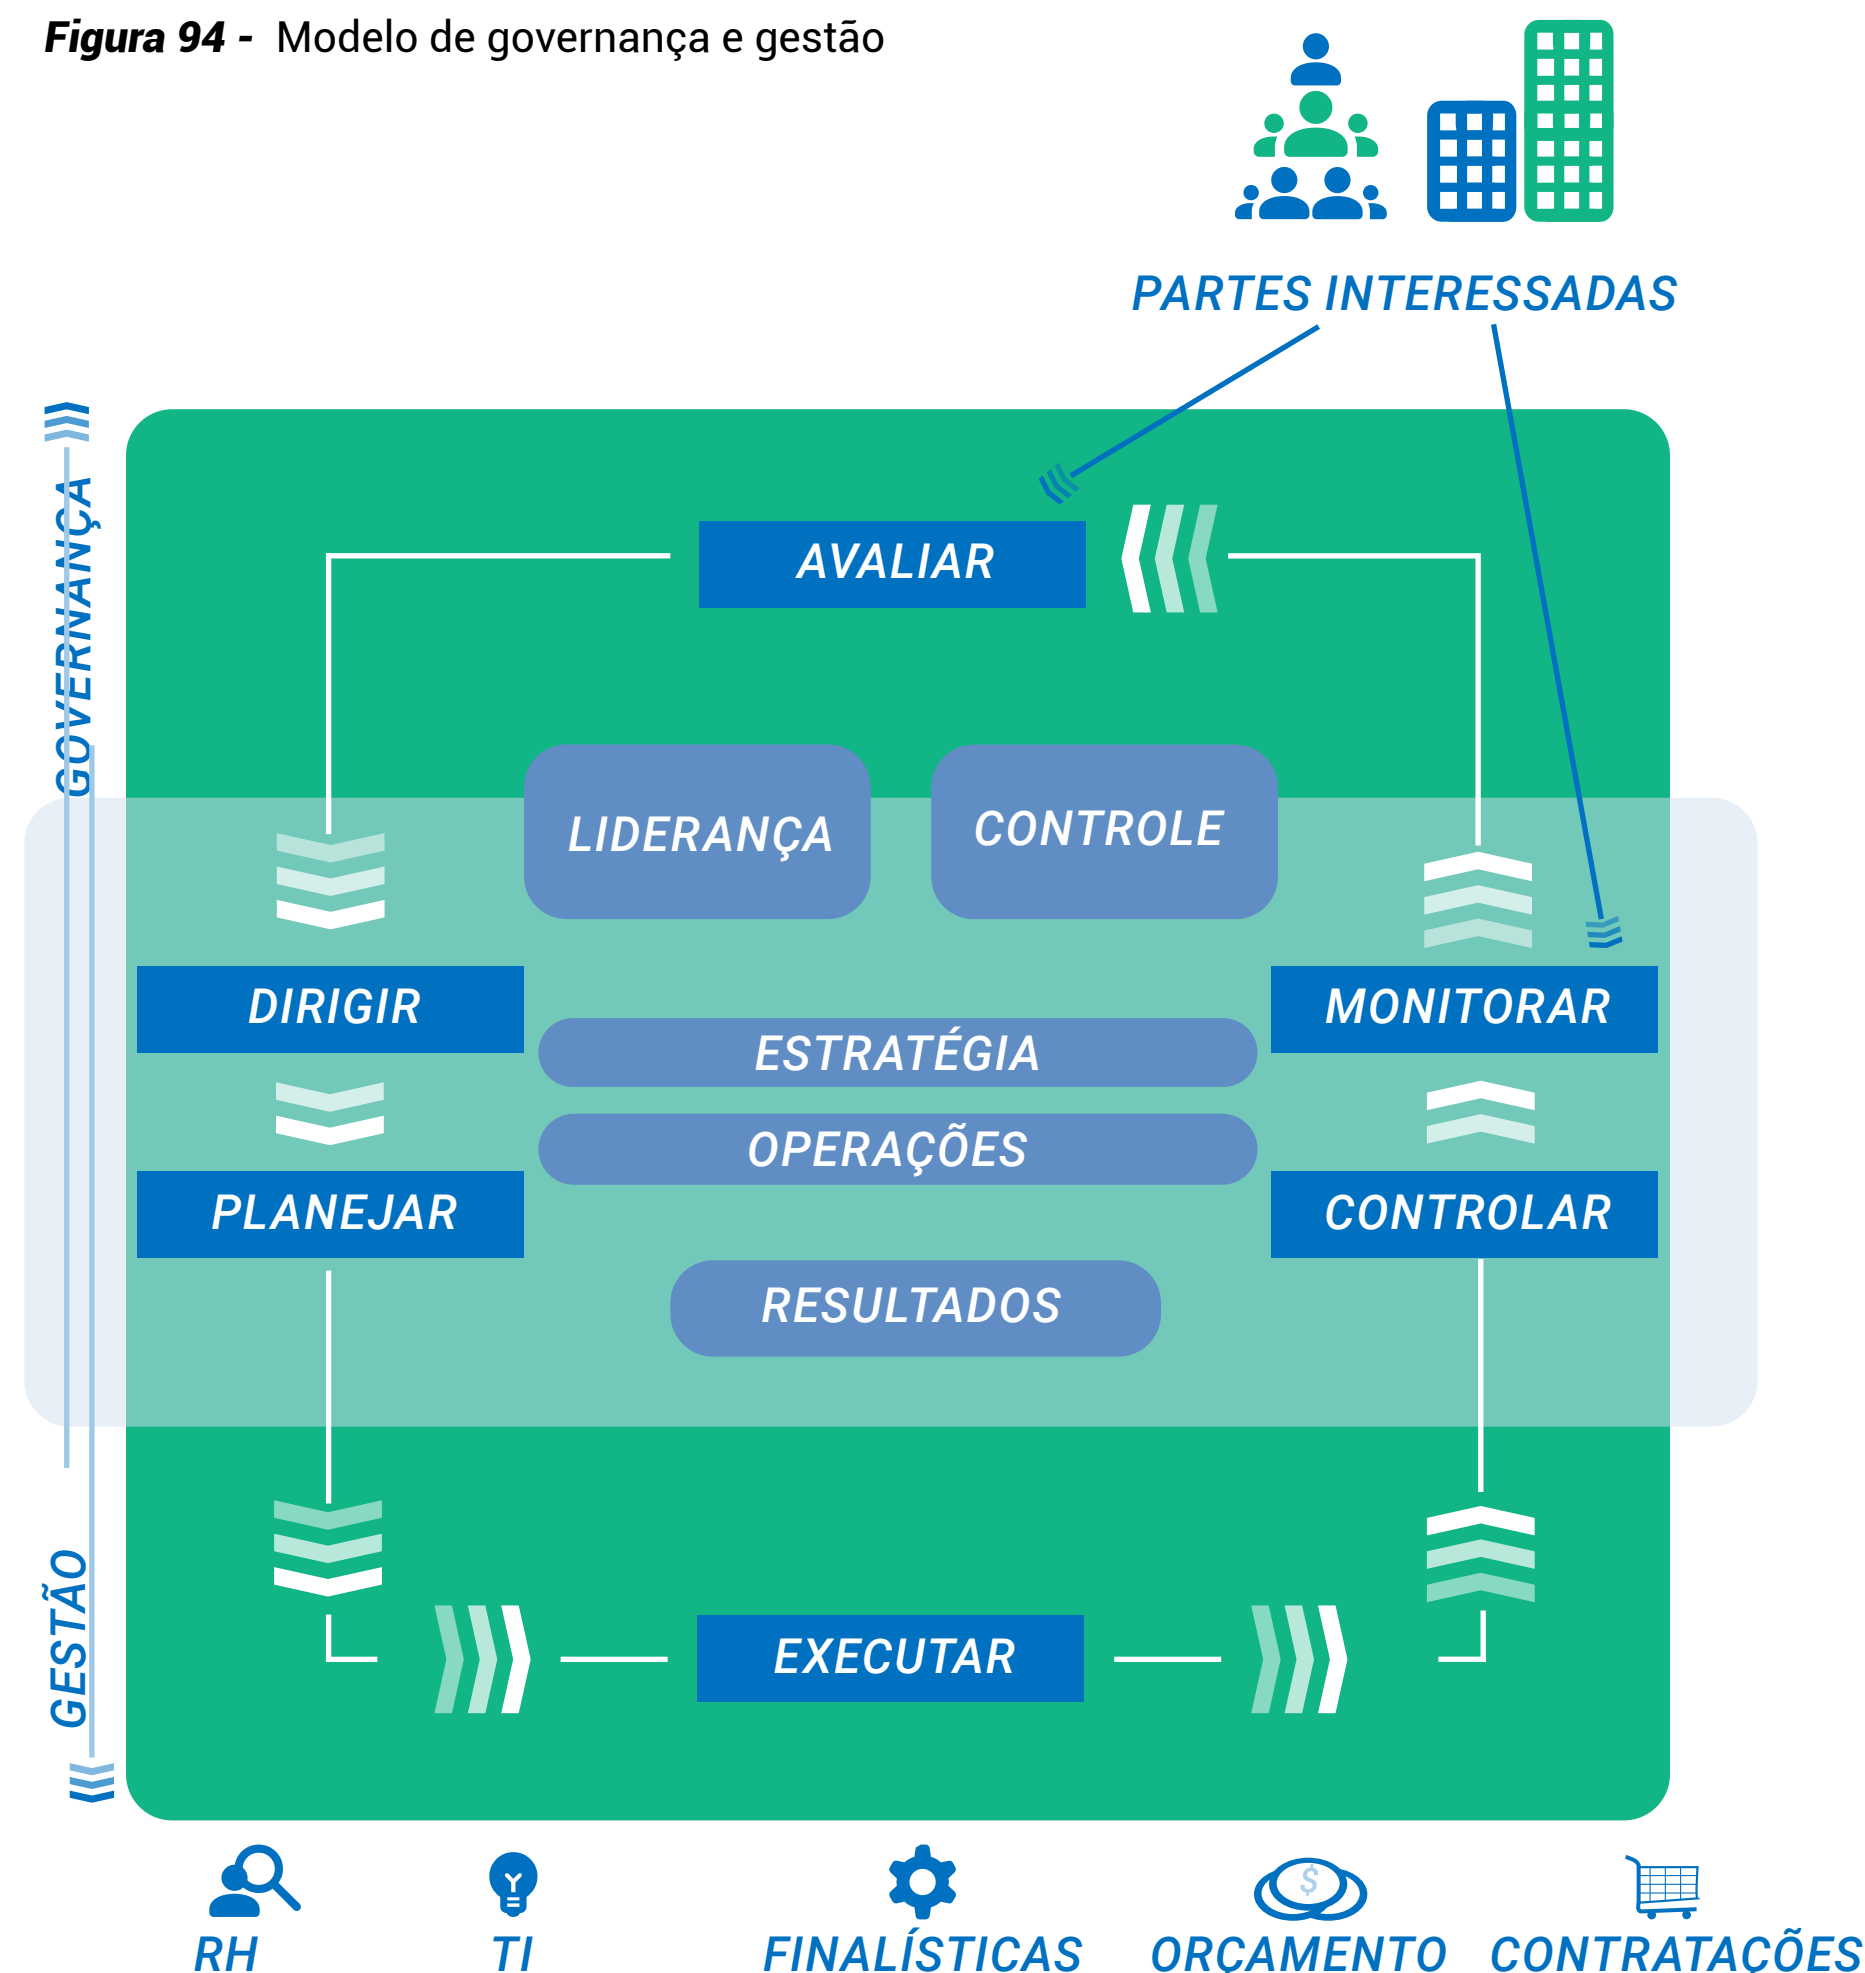 Figura 94 - Modelo de governança e gestão
PARTES INTERESSADAS
GOVERNANÇA
AVALIAR
LIDERANÇA
CONTROLE
DIRIGIR
MONITORAR
ESTRATÉGIA
OPERAÇÕES
PLANEJAR
CONTROLAR
RESULTADOS
GESTÃO
EXECUTAR
$
RH
TI
FINALÍSTICAS
ORÇAMENTO
CONTRATAÇÕES